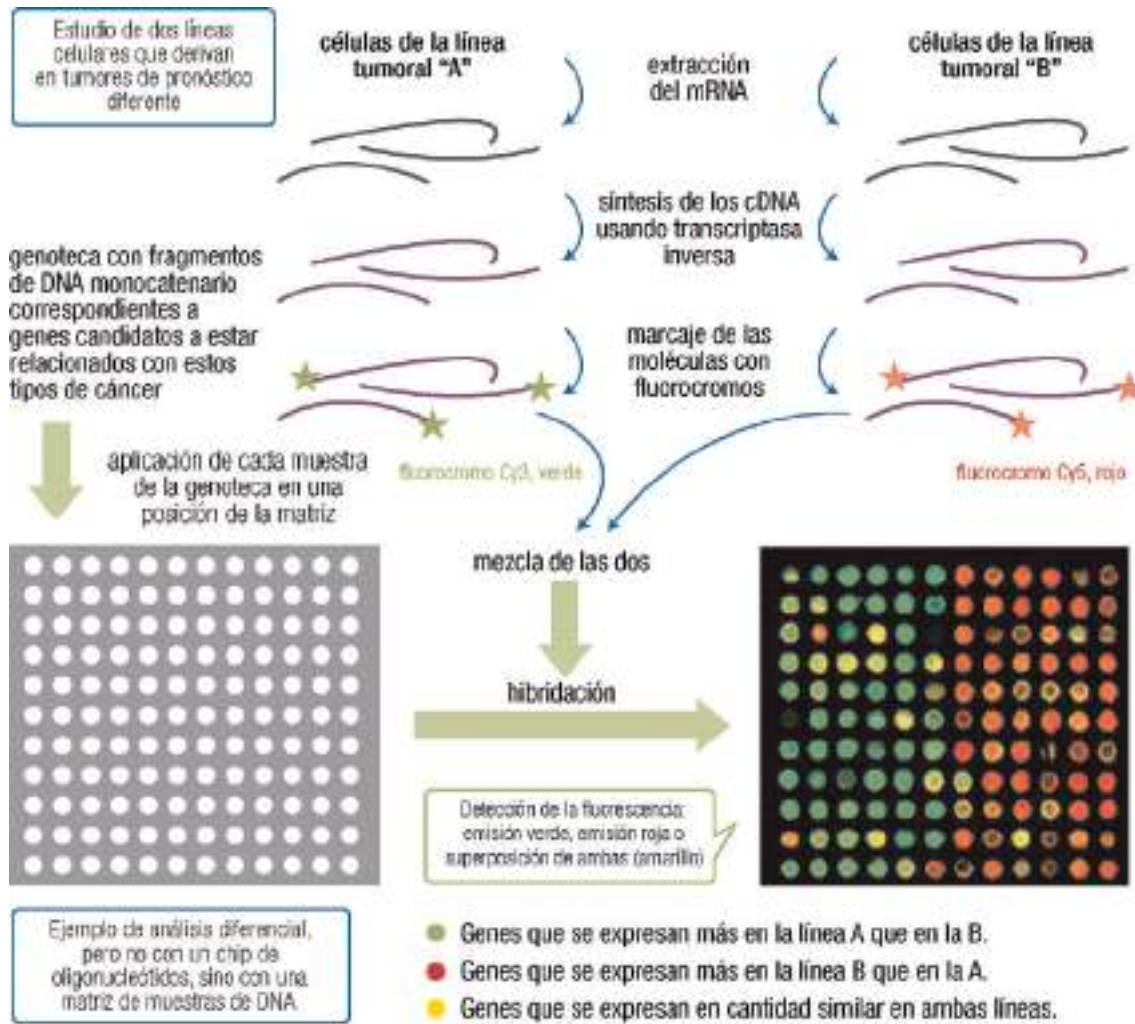 Estudio de dos líneas
celulares que derivan
en tumores de pronóstico
diferente
células de la línea
tumoral "A"
extracción
del mRNA
células de la línea
tumoral "B"
síntesis de los cDNA
usando transcriptasa
inversa
genoteca con fragmentos
de DNA monocatenario
correspondientes a
genes candidatos a estar
relacionados con estos
tipos de cáncer
marcaje de las
moléculas con
fluorocromos
aplicación de cada muestra
de la genoteca en una
posición de la matriz
fluorocromo Cy3, verde
fluorocromo Cy5, rojo
mezcla de las dos
hibridación
Detección de la fluorescencia:
emisión verde, emisión roja o
superposición de ambas (amarillo)
Ejemplo de análisis diferencial,
pero no con un chip de
oligonucleótidos, sino con una
matriz de muestras de DNA
Genes que se expresan más en la línea A que en la B.
Genes que se expresan más en la línea B que en la A.
Genes que se expresan en cantidad similar en ambas líneas.